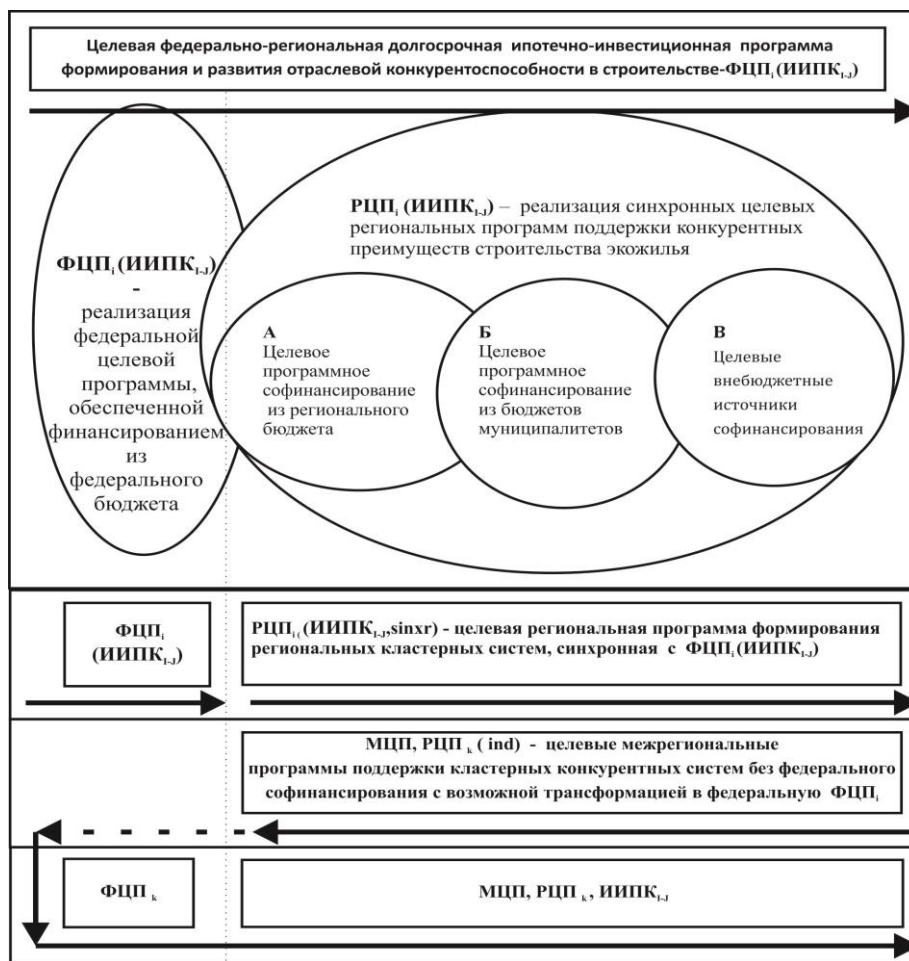 Целевая федерально-региональная долгосрочная ипотечно-инвестиционная программа
формирования и развития отраслевой конкурентоспособности в строительстве-ФЦПi (ИИПКI-J)
РЦПi (ИИПКI-J) – реализация синхронных целевых
региональных программ поддержки конкурентных
преимуществ строительства экожилья
ФЦПi (ИИПКI-J)
-
реализация
федеральной
целевой
программы,
обеспеченной
финансированием
из
федерального
бюджета
А
Целевое
программное
софинансирование
из регионального
бюджета
Б
Целевое
программное
софинансирование
из бюджетов
муниципалитетов
В
Целевые
внебюджетные
источники
софинансирования
ФЦПi
(ИИПКI-J)
РЦПi ( (ИИПКI-J,sinxr) - целевая региональная программа формирования
региональных кластерных систем, синхронная с ФЦПi (ИИПКI-J)
МЦП, РЦП k ( ind) - целевые межрегиональные
программы поддержки кластерных конкурентных систем без федерального
софинансирования с возможной трансформацией в федеральную ФЦПi
ФЦП k
МЦП, РЦП k , ИИПКI-J